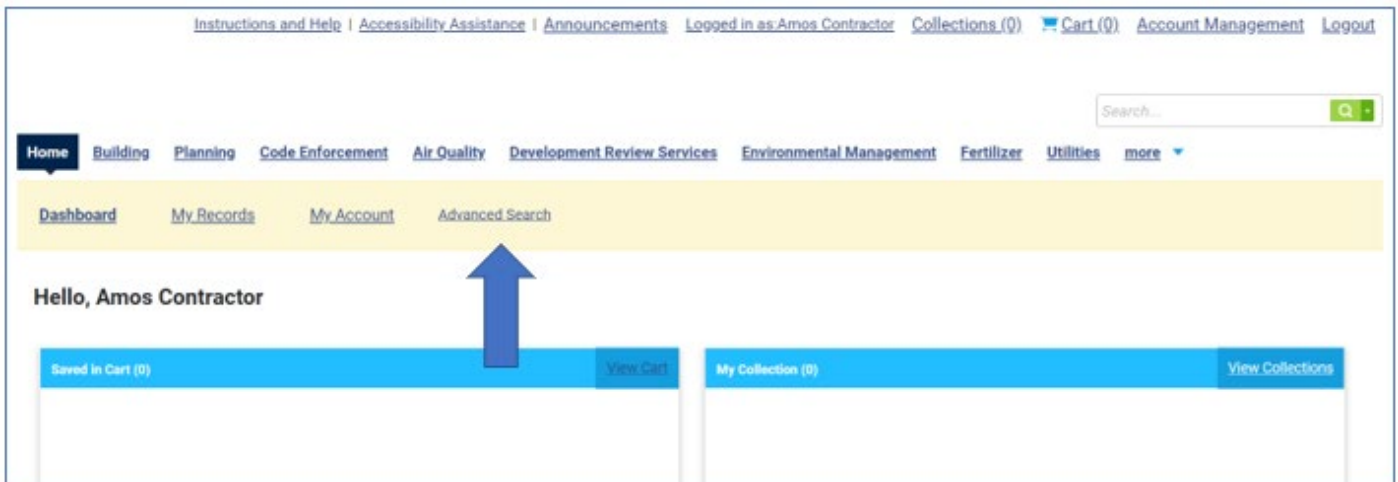 Instructions and Help | Accessibility Assistance | Announcements Logged in as:Amos Contractor Collections (0) Cart (0) Account Management Logout
Search...
Home Building Planning Code Enforcement Air Quality Development Review Services Environmental Management Fertilizer Utilities more
Dashboard My Records My Account Advanced Search
Hello, Amos Contractor
Saved in Cart (0) View Cart My Collection (0) View Collections